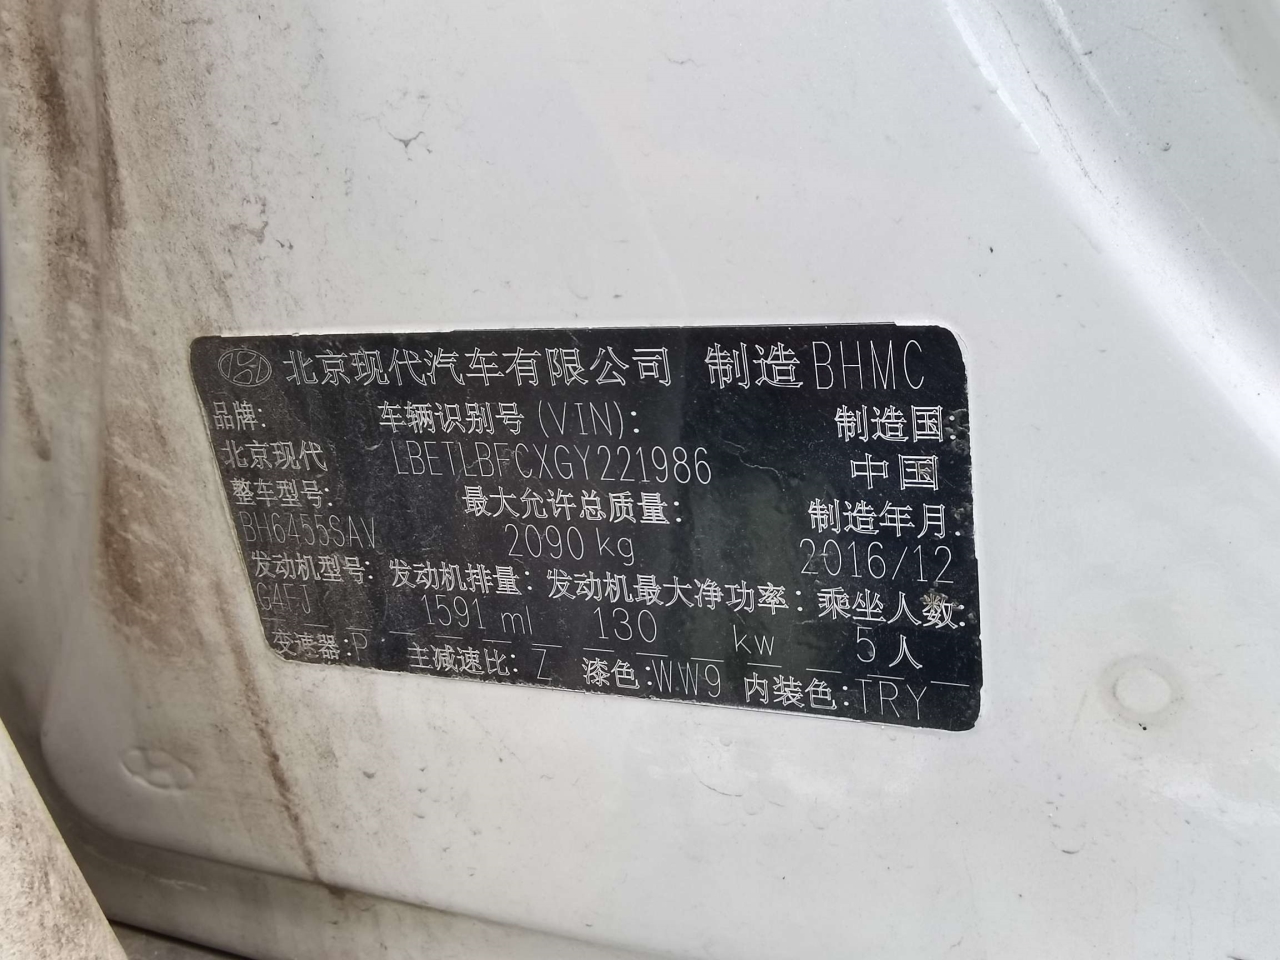 北京现代汽车有限公司 制造BHMC
品牌: 车辆识别号(VIN): 制造国:
北京现代 LBETLBFCXGY221986 中国
整车型号: 最大允许总质量: 制造年月:
BH6455SAV 2090 kg 2016/12
发动机型号: 发动机排量: 发动机最大净功率: 乘坐人数:
G4FJ 1591 ml 130 kw 5人
变速器:P 主减速比: Z 漆色:WW9 内装色:TRY